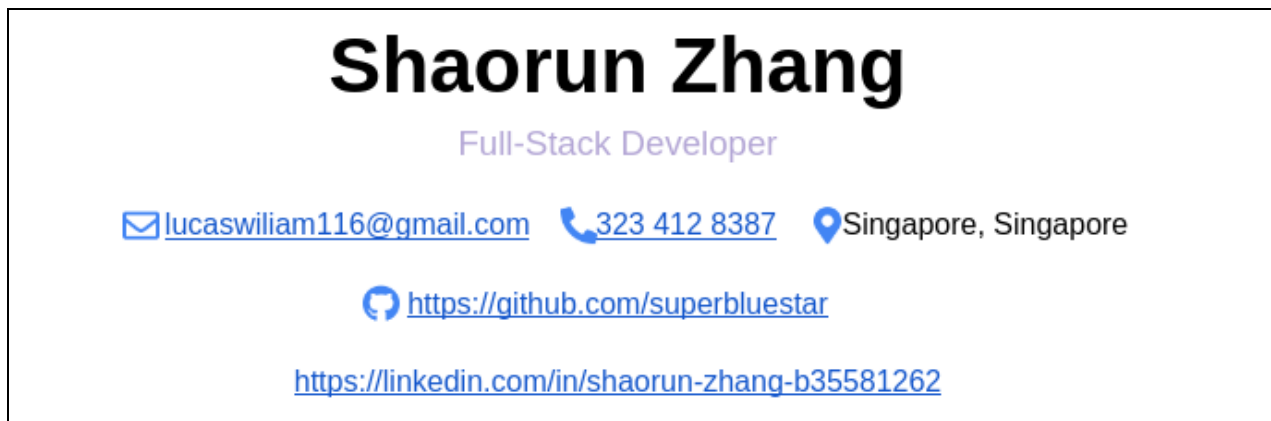 Shaorun Zhang
Full-Stack Developer
lucaswiliam116@gmail.com 323 412 8387 Singapore, Singapore
https://github.com/superbluestar
https://linkedin.com/in/shaorun-zhang-b35581262